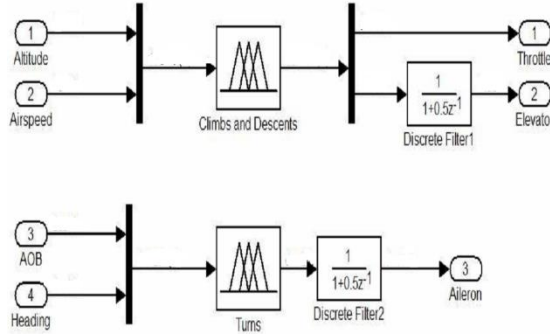 1
Altitude
2
Airspeed
Climbs and Descents
1
Throttle
1
1+0.5z-1
Discrete Filter1
2
Elevato
3
AOB
4
Heading
Turns
1
1+0.5z-1
Discrete Filter2
3
Aileron